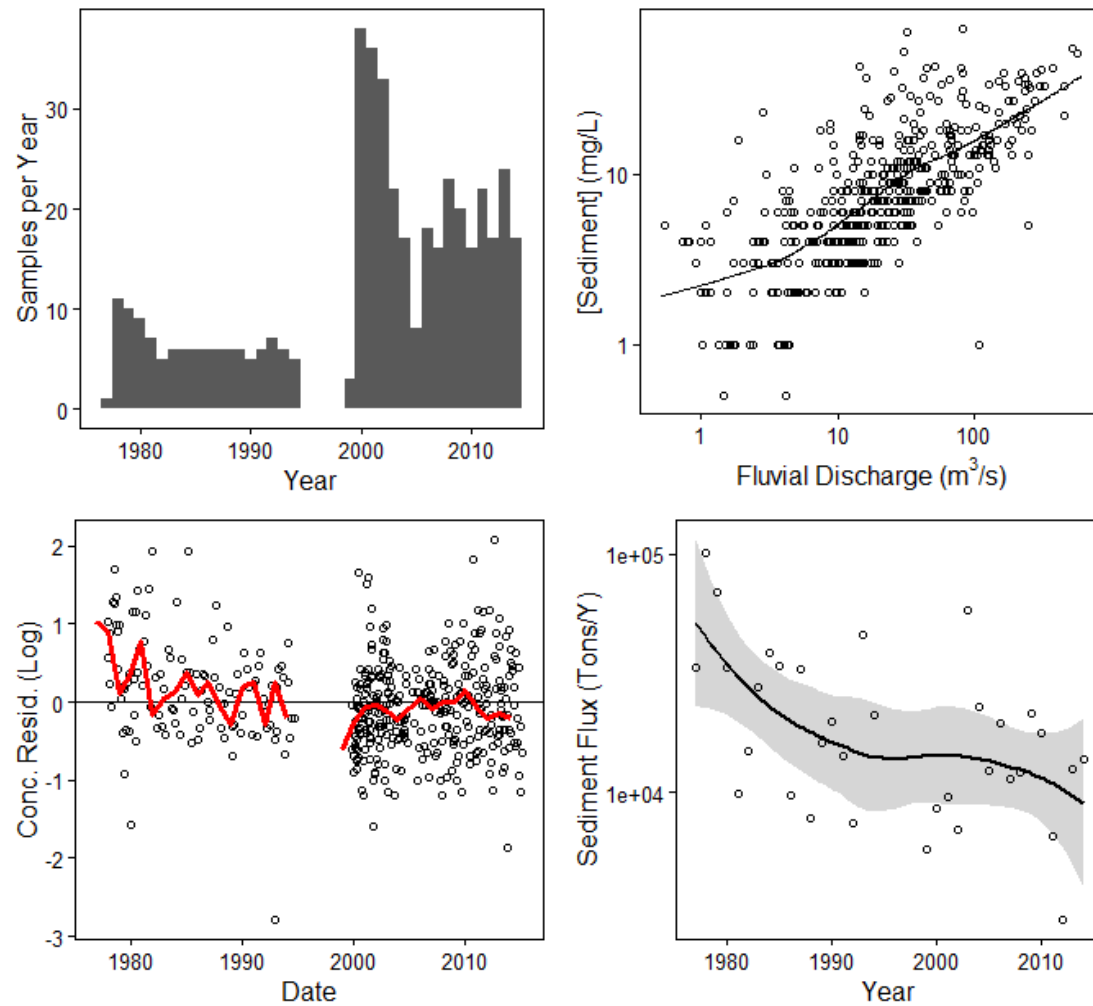 Samples per Year
30
20
10
0
1980
1990
2000
2010
Year
[Sediment] (mg/L)
10
1
1
10
100
Fluvial Discharge (m³/s)
Conc. Resid. (Log)
2
1
0
-1
-2
-3
1980
1990
2000
2010
Date
Sediment Flux (Tons/Y)
1e+05
1e+04
1980
1990
2000
2010
Year